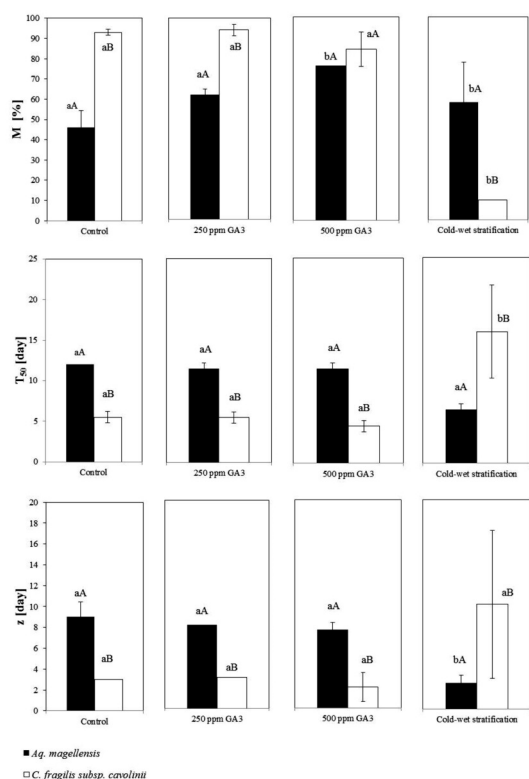 M [%]
100
90
80
70
60
50
40
30
20
10
0
aA
aB
aA
aB
bA
aA
bA
bB
Control
250 ppm GA3
500 ppm GA3
Cold-wet stratification
T50 [day]
25
20
15
10
5
0
aA
aB
aA
aB
aA
aB
aA
bB
Control
250 ppm GA3
500 ppm GA3
Cold-wet stratification
z [day]
20
18
16
14
12
10
8
6
4
2
0
aA
aB
aA
aB
aA
aB
bA
aB
Control
250 ppm GA3
500 ppm GA3
Cold-wet stratification
Aq. magellensis
C. fragilis subsp. cavolinii